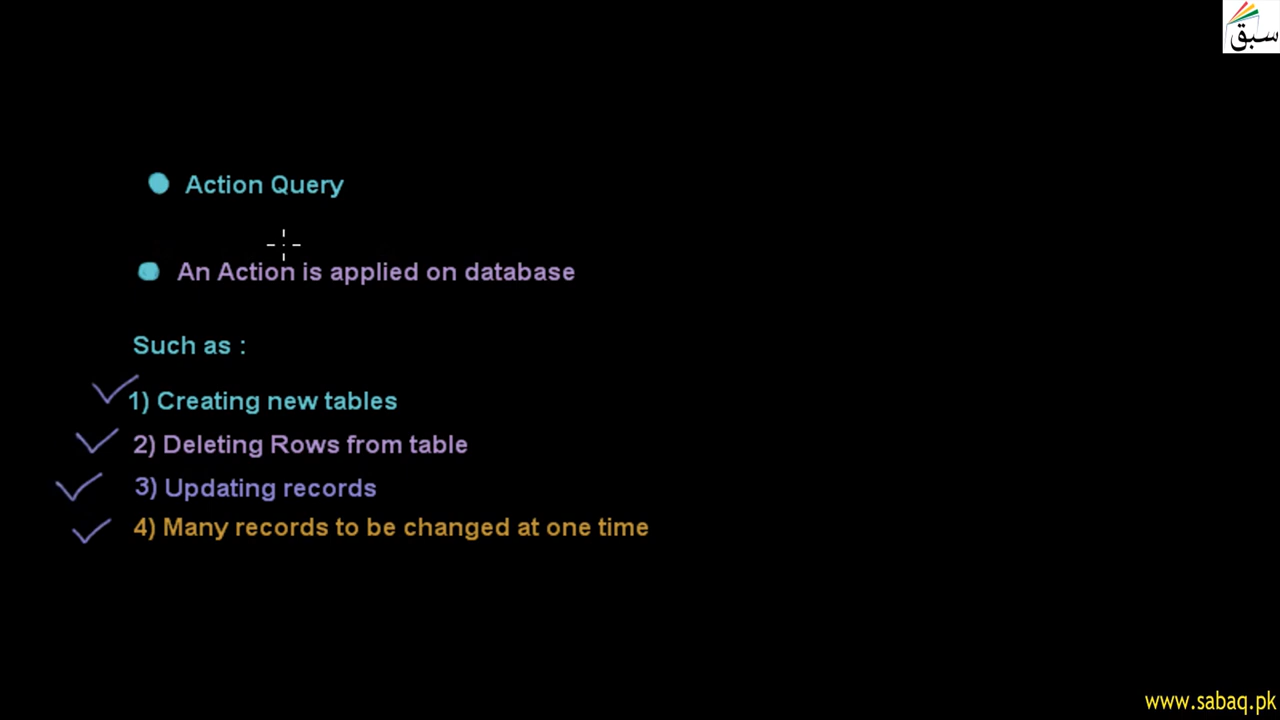 سبق
Action Query
An Action is applied on database
Such as :
1) Creating new tables
2) Deleting Rows from table
3) Updating records
4) Many records to be changed at one time
www.sabaq.pk